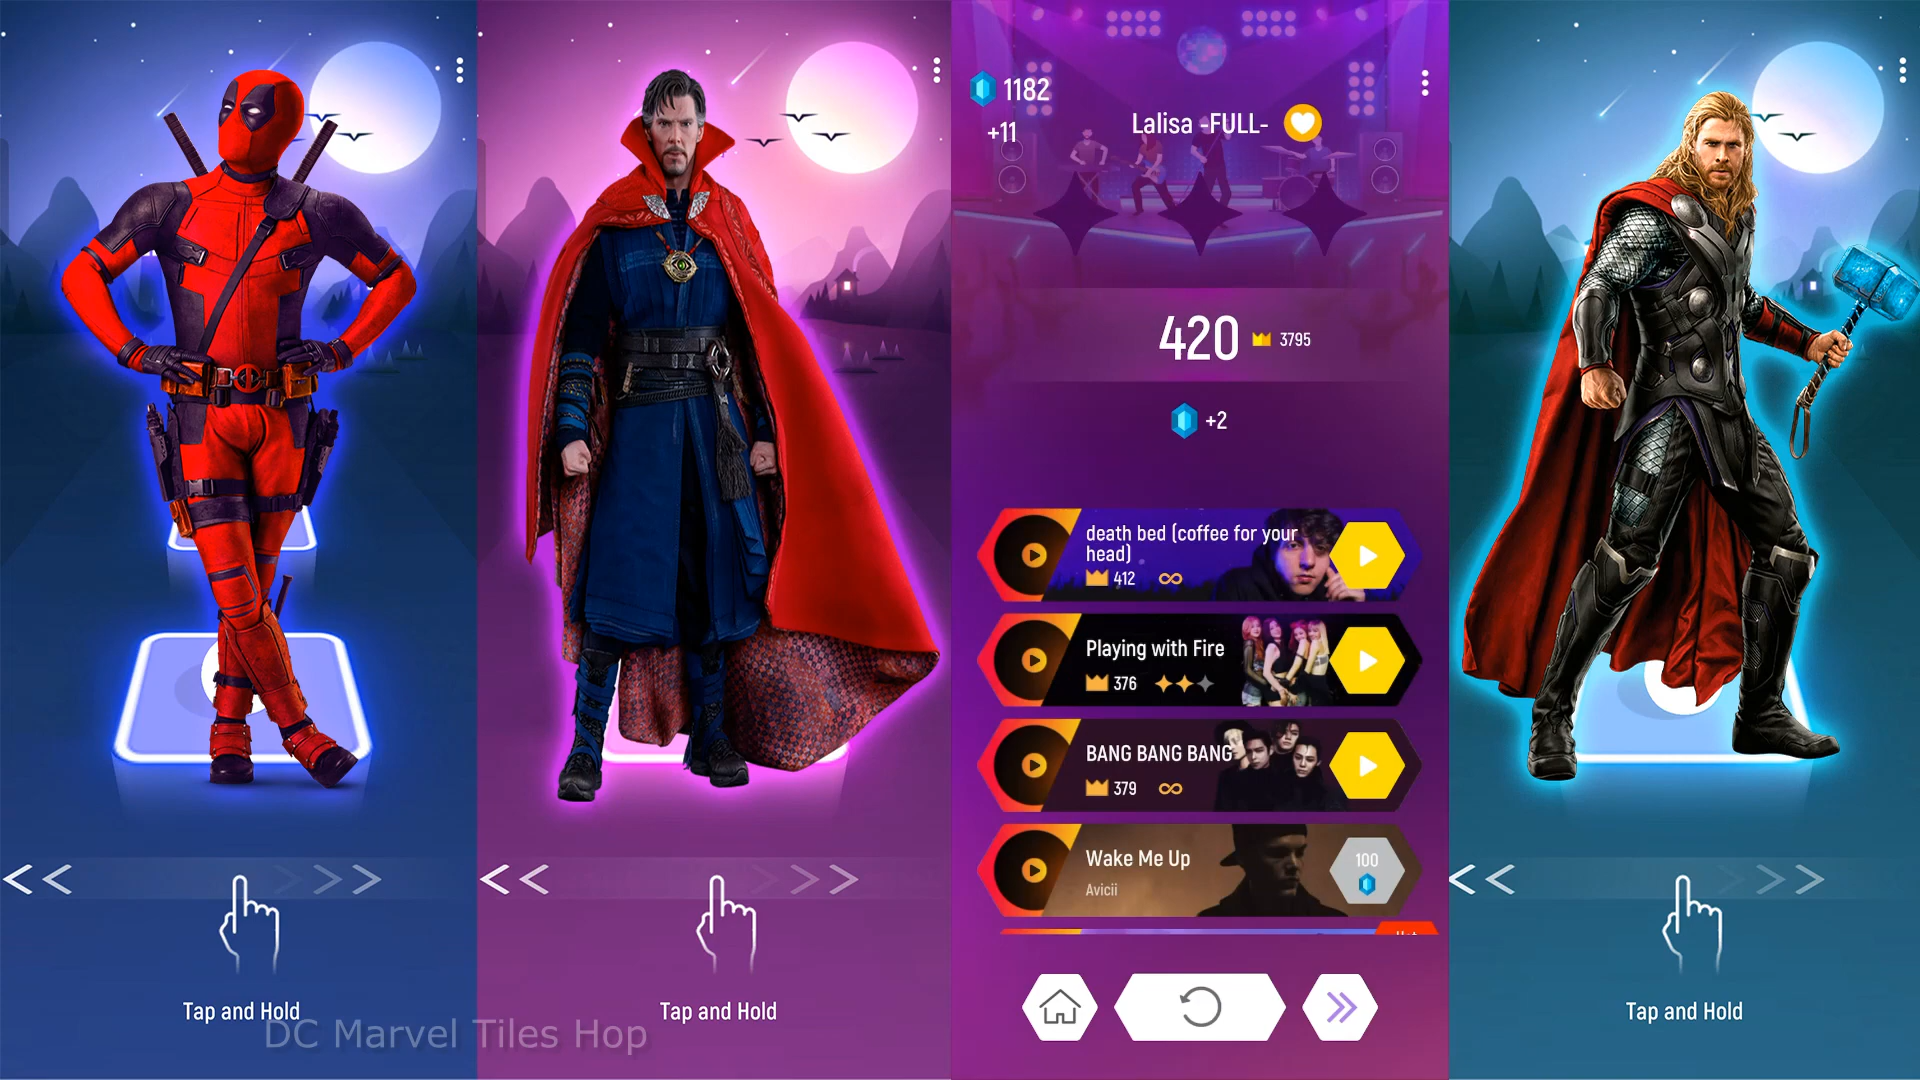 Tap and Hold
DC Marvel Tiles Hop
Tap and Hold
1182
+11
Lalisa -FULL-
420
3795
+2
death bed (coffee for your
head)
412
Playing with Fire
376
BANG BANG BANG
379
Wake Me Up
Avicii
100
Tap and Hold